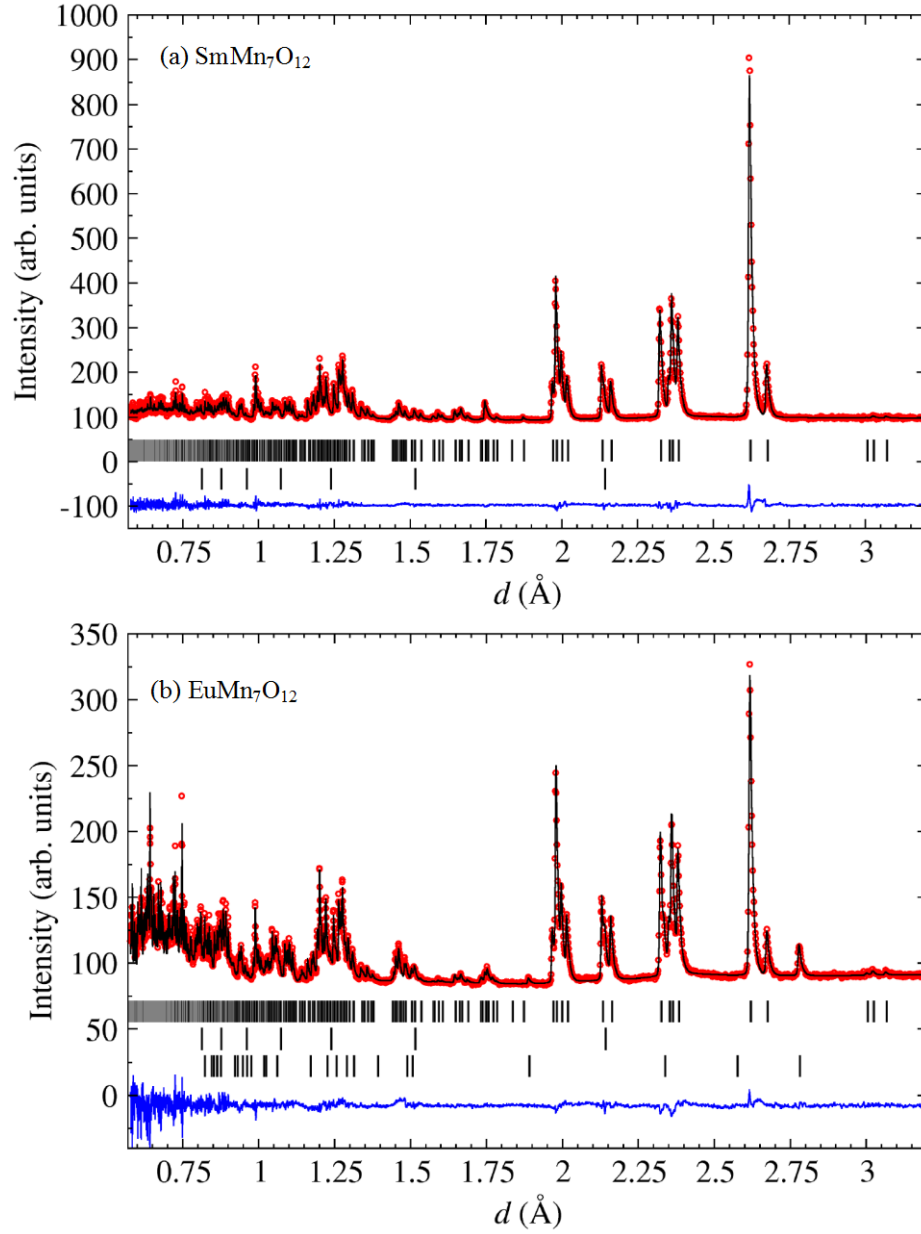 1000
(a) SmMn₇O₁₂
900
800
700
600
500
400
300
200
100
0
-100
Intensity (arb. units)
0.75 1 1.25 1.5 1.75 2 2.25 2.5 2.75 3
d (Å)
350
(b) EuMn₇O₁₂
300
250
200
150
100
50
0
Intensity (arb. units)
0.75 1 1.25 1.5 1.75 2 2.25 2.5 2.75 3
d (Å)